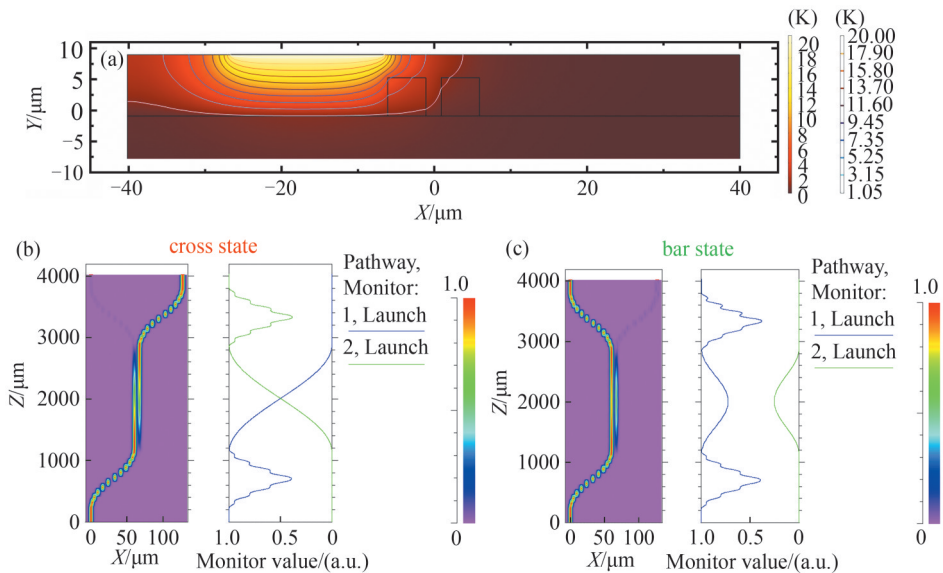 (a)
10
5
0
−5
−10
Y/μm
−40
−20
0
20
40
X/μm
(K)
20
18
16
14
12
10
8
6
4
2
0
(K)
20.00
17.90
15.80
13.70
11.60
9.45
7.35
5.25
3.15
1.05
(b)
cross state
4000
3000
2000
1000
0
Z/μm
0
50
100
X/μm
1.0
0.5
0
Monitor value/(a.u.)
Pathway,
Monitor:
1, Launch
2, Launch
1.0
0
(c)
bar state
4000
3000
2000
1000
0
Z/μm
0
50
100
X/μm
1.0
0.5
0
Monitor value/(a.u.)
Pathway,
Monitor:
1, Launch
2, Launch
1.0
0